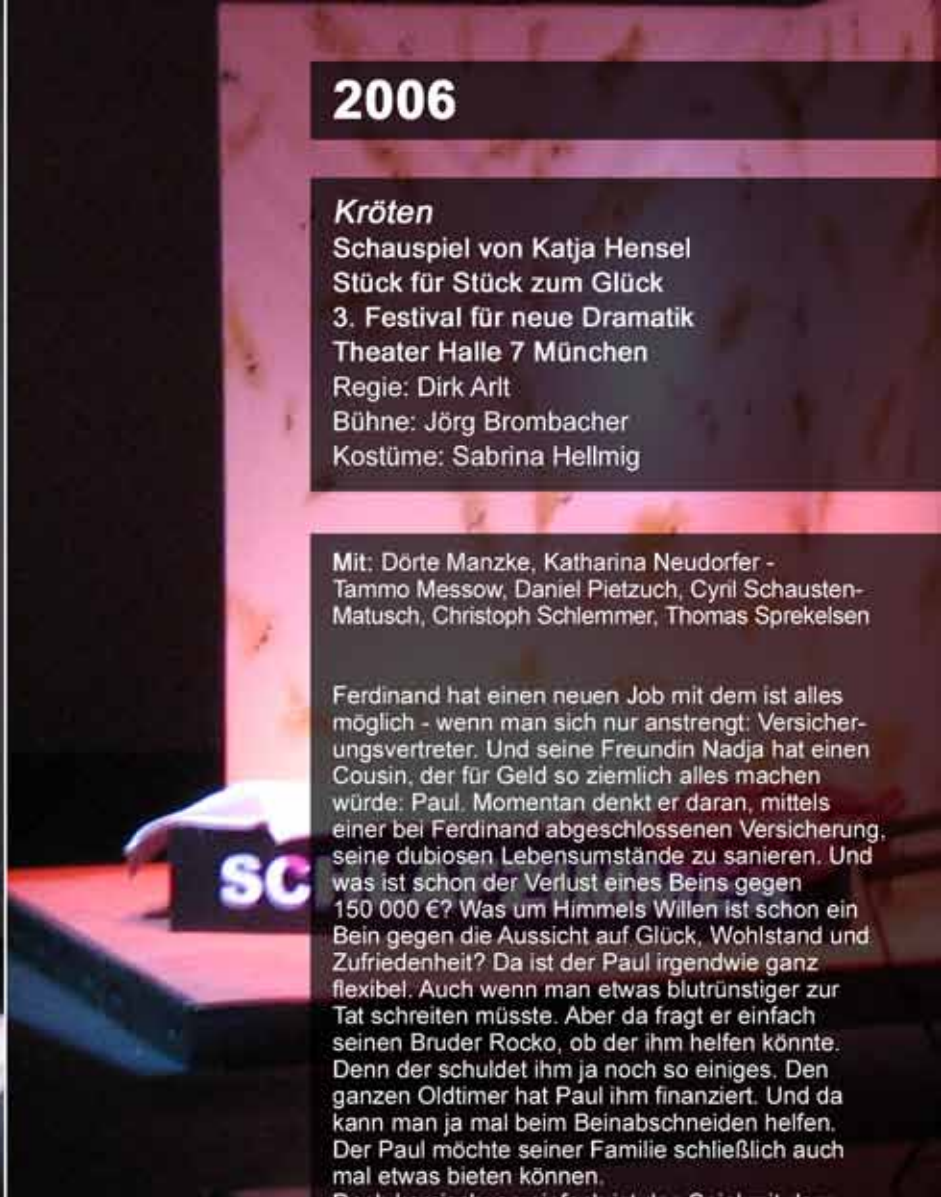 2006
Kröten
Schauspiel von Katja Hensel
Stück für Stück zum Glück
3. Festival für neue Dramatik
Theater Halle 7 München
Regie: Dirk Arlt
Bühne: Jörg Brombacher
Kostüme: Sabrina Hellmig
Mit: Dörte Manzke, Katharina Neudorfer -
Tammo Messow, Daniel Pietzuch, Cyril Schausten-
Matusch, Christoph Schlemmer, Thomas Sprekelsen
Ferdinand hat einen neuen Job mit dem ist alles
möglich - wenn man sich nur anstrengt: Versicher-
ungsvertreter. Und seine Freundin Nadja hat einen
Cousin, der für Geld so ziemlich alles machen
würde: Paul. Momentan denkt er daran, mittels
einer bei Ferdinand abgeschlossenen Versicherung,
seine dubiosen Lebensumstände zu sanieren. Und
was ist schon der Verlust eines Beins gegen
150 000 €? Was um Himmels Willen ist schon ein
Bein gegen die Aussicht auf Glück, Wohlstand und
Zufriedenheit? Da ist der Paul irgendwie ganz
flexibel. Auch wenn man etwas blutrünstiger zur
Tat schreiten müsste. Aber da fragt er einfach
seinen Bruder Rocko, ob der ihm helfen könnte.
Denn der schuldet ihm ja noch so einiges. Den
ganzen Oldtimer hat Paul ihm finanziert. Und da
kann man ja mal beim Beinabschneiden helfen.
Der Paul möchte seiner Familie schließlich auch
mal etwas bieten können.
SC